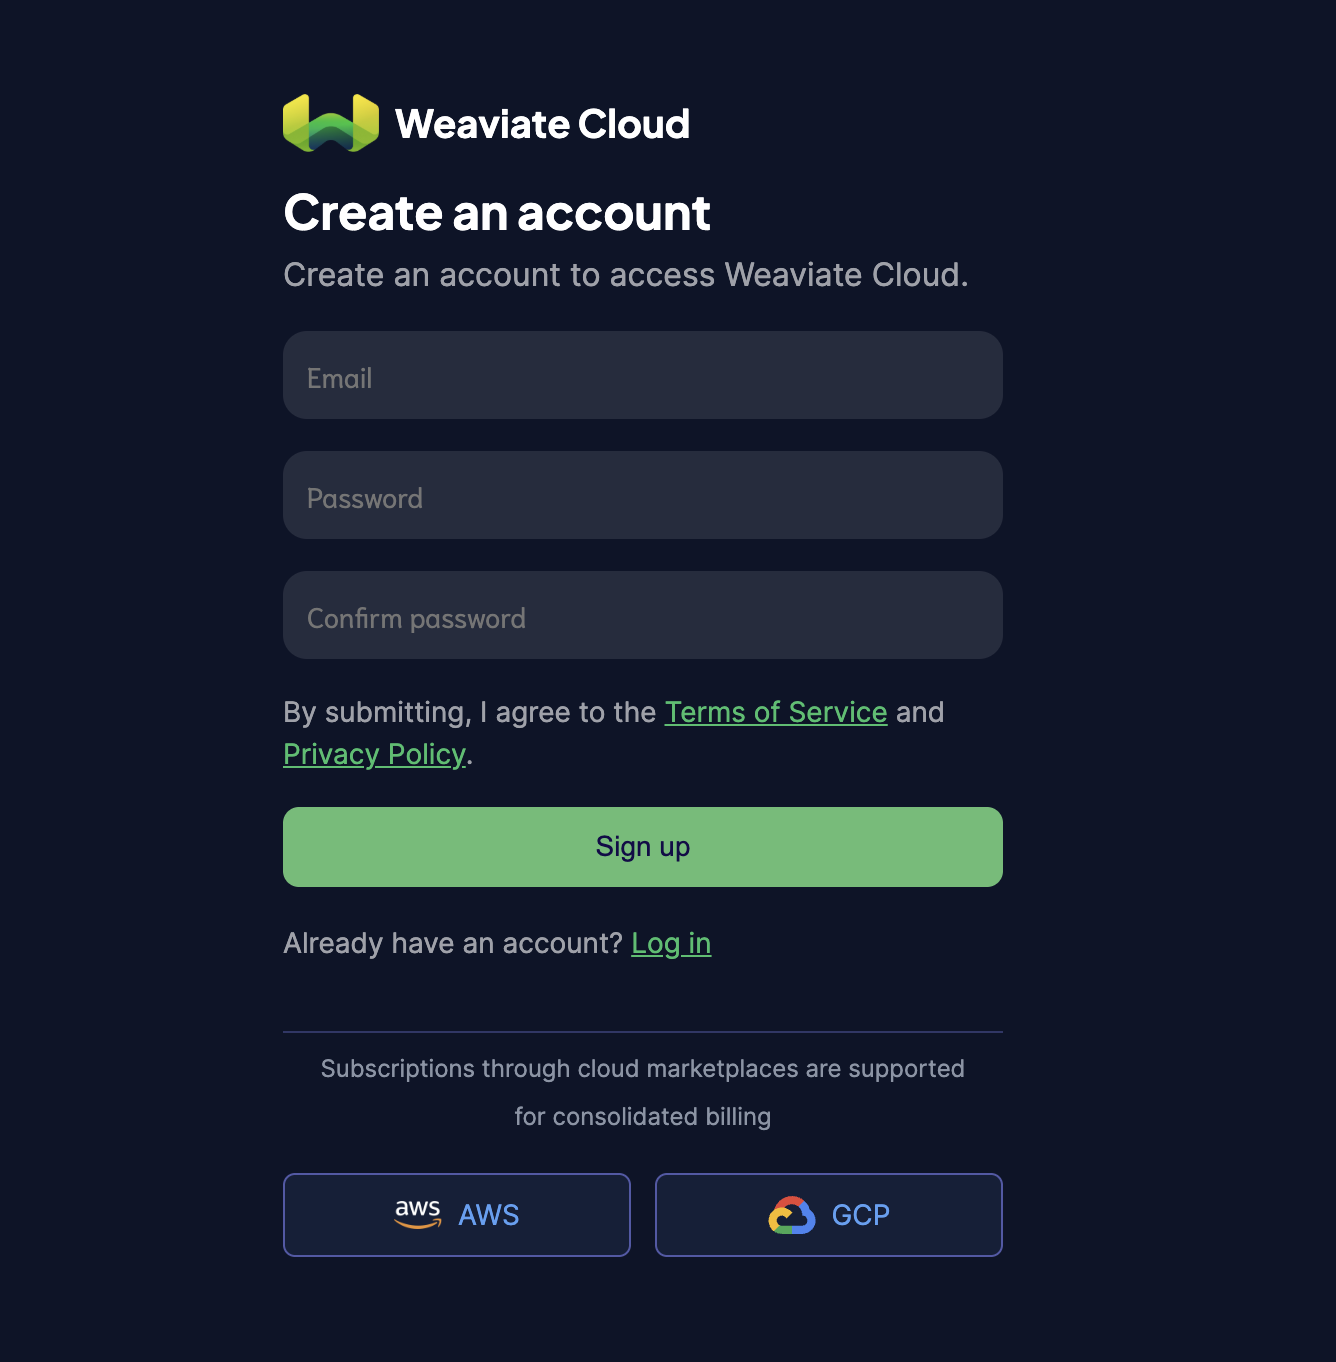 Weaviate Cloud
Create an account
Create an account to access Weaviate Cloud.
Email
Password
Confirm password
By submitting, I agree to the Terms of Service and
Privacy Policy.
Sign up
Already have an account? Log in
Subscriptions through cloud marketplaces are supported
for consolidated billing
aws AWS
GCP